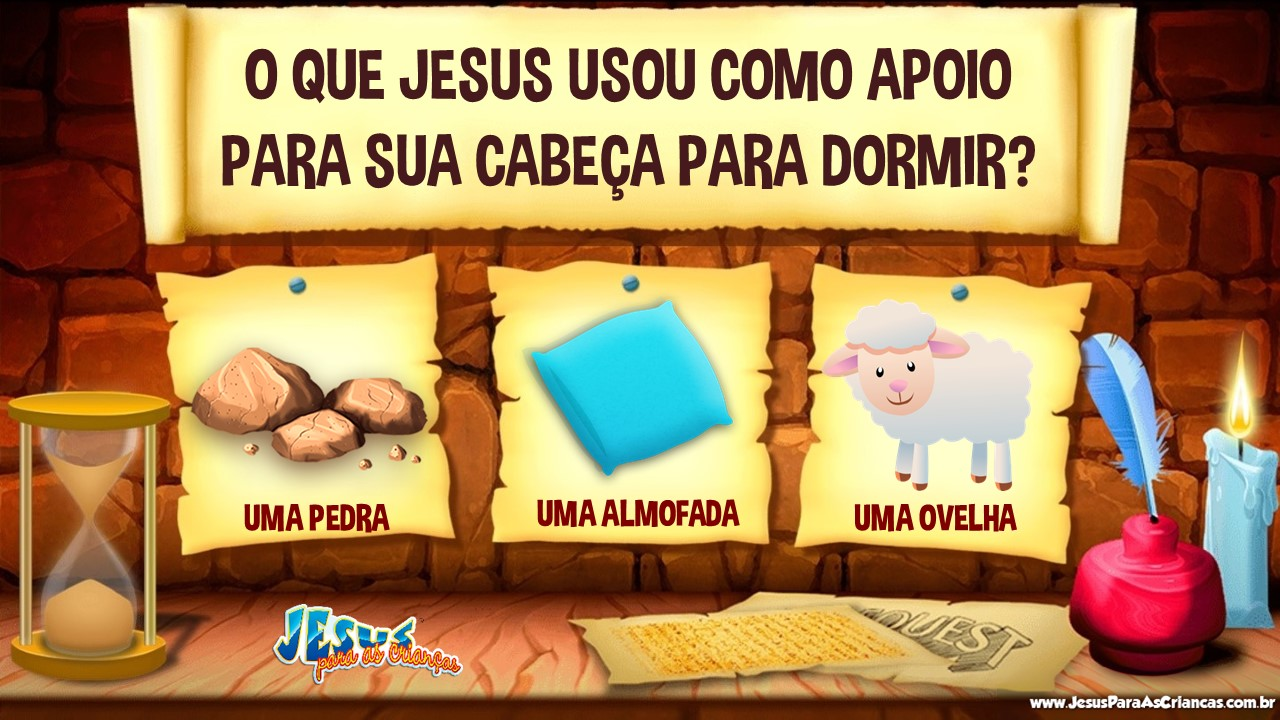 O QUE JESUS USOU COMO APOIO
PARA SUA CABEÇA PARA DORMIR?
UMA PEDRA
UMA ALMOFADA
UMA OVELHA
JESUS
para as crianças
QUEST
www.JesusParaAsCriancas.com.br